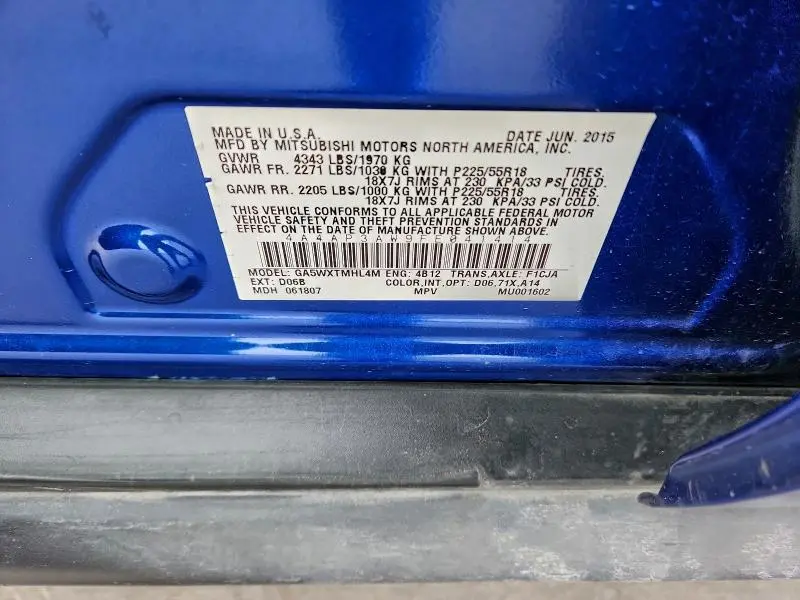 MADE IN U.S.A. DATE JUN. 2015
MFD BY MITSUBISHI MOTORS NORTH AMERICA, INC.
GVWR 4343 LBS/1970 KG
GAWR FR. 2271 LBS/1030 KG WITH P225/55R18 TIRES.
18X7J RIMS AT 230 KPA/33 PSI COLD.
GAWR RR. 2205 LBS/1000 KG WITH P225/55R18 TIRES.
18X7J RIMS AT 230 KPA/33 PSI COLD.
THIS VEHICLE CONFORMS TO ALL APPLICABLE FEDERAL MOTOR
VEHICLE SAFETY AND THEFT PREVENTION STANDARDS IN
EFFECT ON THE DATE OF MANUFACTURE SHOWN ABOVE.
4A4AP3AW9FE041414
MODEL: GA5WXTMHL4M ENG: 4B12 TRANS,AXLE: F1CJA
EXT: D06B COLOR,INT,OPT: D06,71X,A14
MDH 061807 MPV MU001602